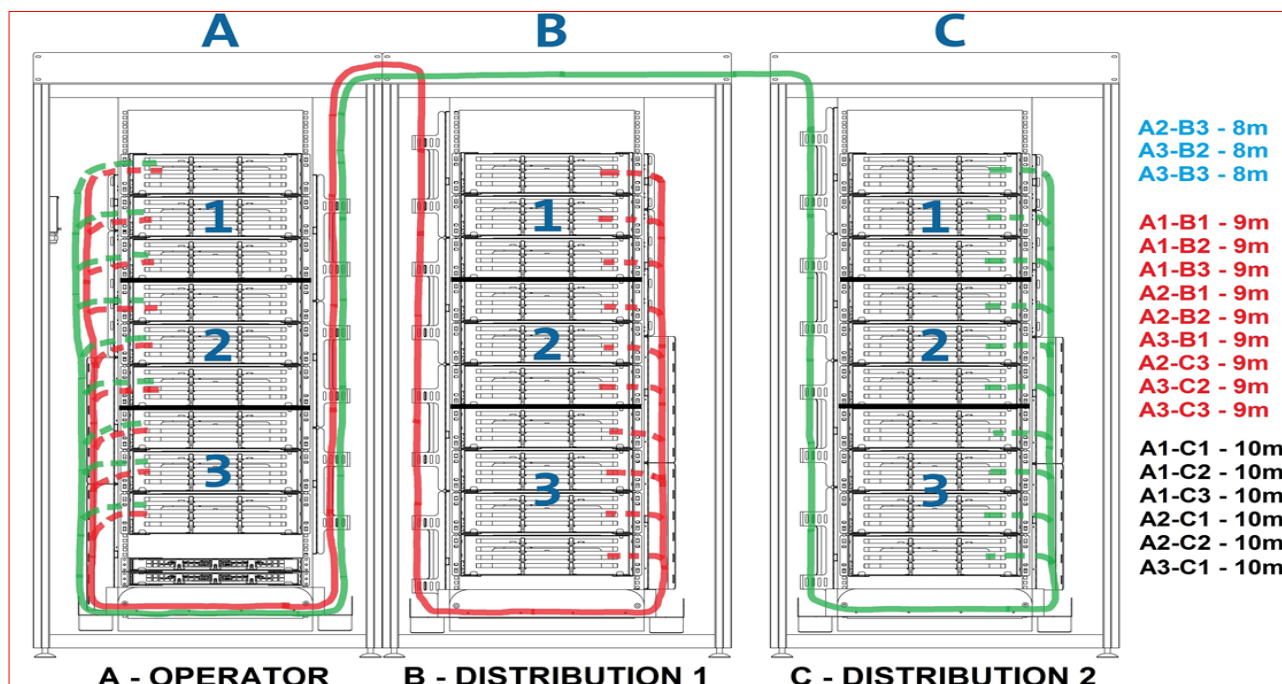 A B C
1 1 1
2 2 2
3 3 3
A2-B3 - 8m
A3-B2 - 8m
A3-B3 - 8m
A1-B1 - 9m
A1-B2 - 9m
A1-B3 - 9m
A2-B1 - 9m
A2-B2 - 9m
A3-B1 - 9m
A2-C3 - 9m
A3-C2 - 9m
A3-C3 - 9m
A1-C1 - 10m
A1-C2 - 10m
A1-C3 - 10m
A2-C1 - 10m
A2-C2 - 10m
A3-C1 - 10m
A - OPERATOR
B - DISTRIBUTION 1
C - DISTRIBUTION 2